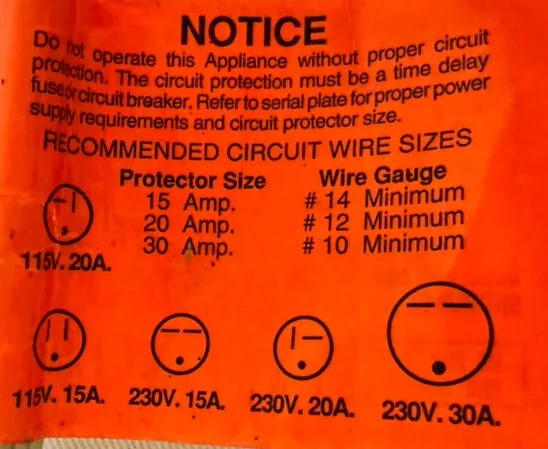 NOTICE
Do not operate this Appliance without proper circuit
protection. The circuit protection must be a time delay
fuse or circuit breaker. Refer to serial plate for proper power
supply requirements and circuit protector size.
RECOMMENDED CIRCUIT WIRE SIZES
Protector Size Wire Gauge
15 Amp. # 14 Minimum
20 Amp. # 12 Minimum
30 Amp. # 10 Minimum
115V. 20A.
115V. 15A. 230V. 15A. 230V. 20A. 230V. 30A.